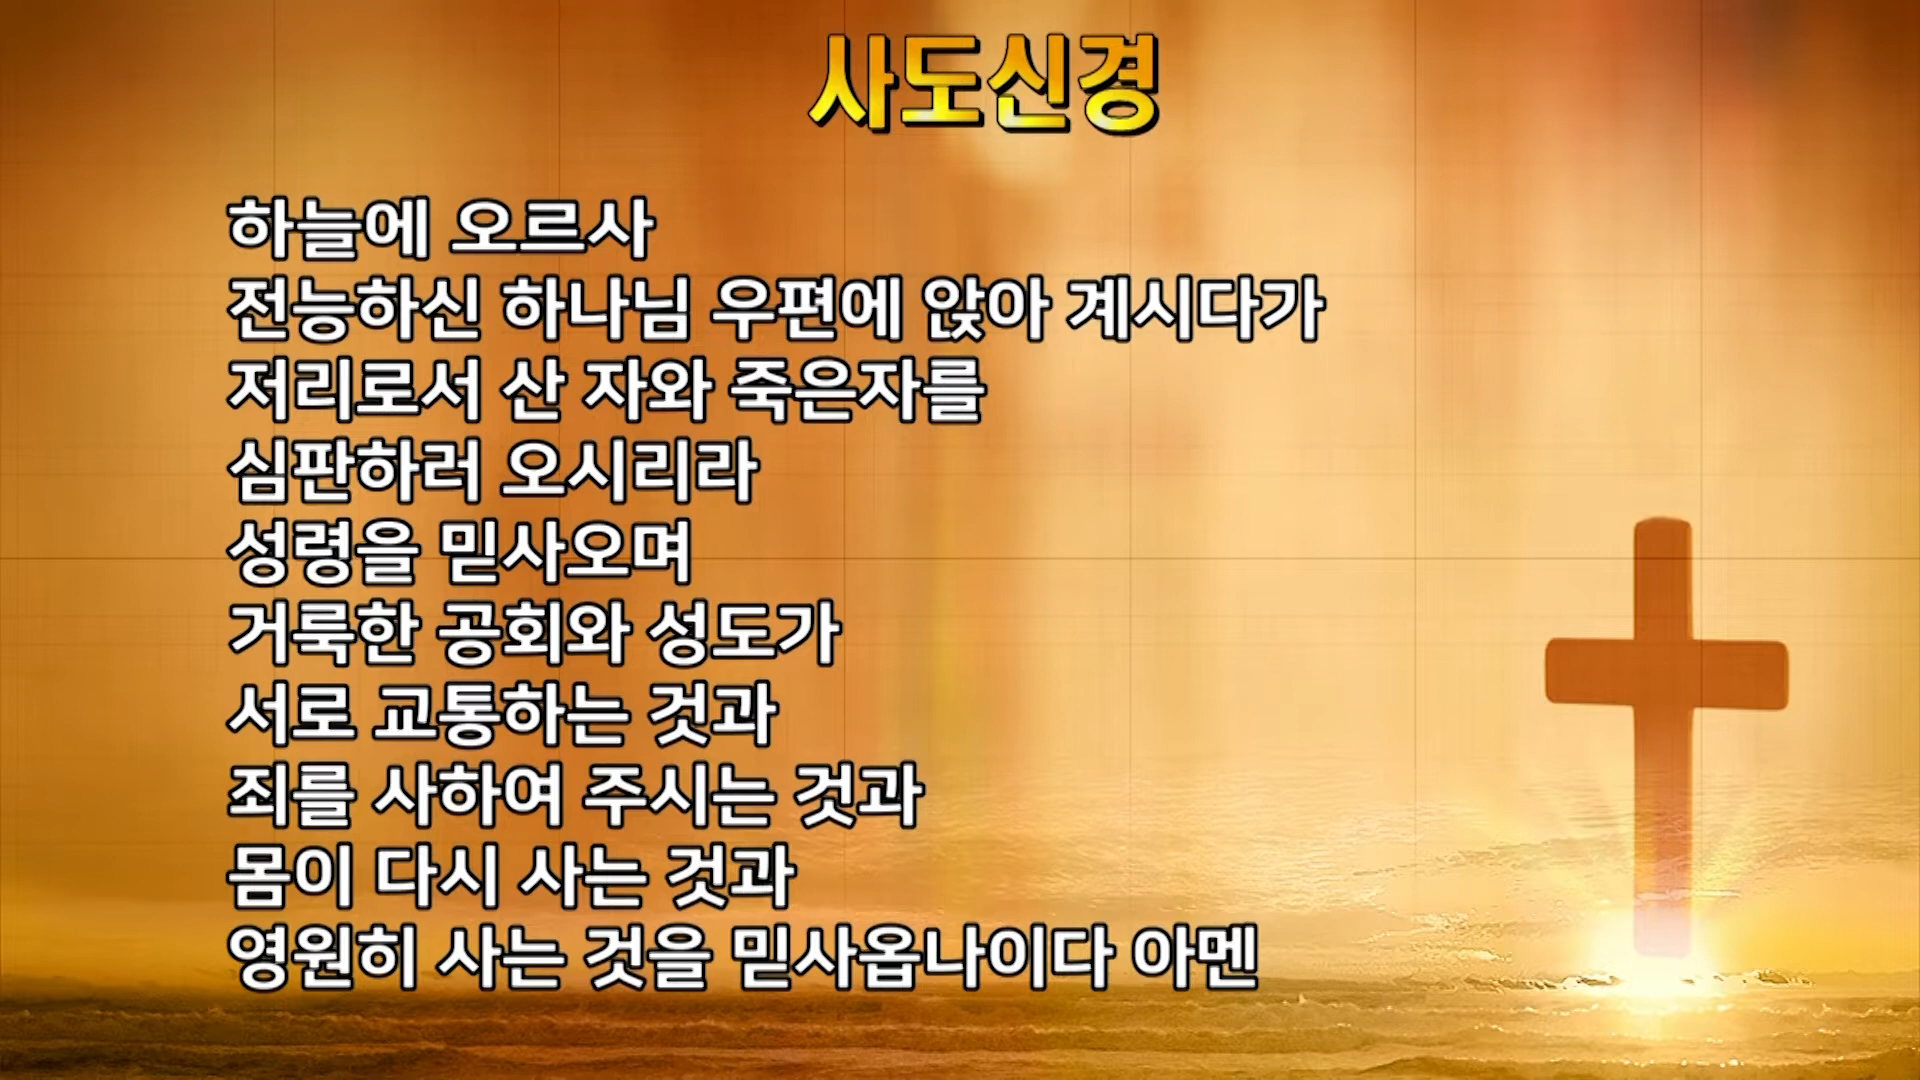 사도신경
하늘에 오르사
전능하신 하나님 우편에 앉아 계시다가
저리로서 산 자와 죽은자를
심판하러 오시리라
성령을 믿사오며
거룩한 공회와 성도가
서로 교통하는 것과
죄를 사하여 주시는 것과
몸이 다시 사는 것과
영원히 사는 것을 믿사옵나이다 아멘